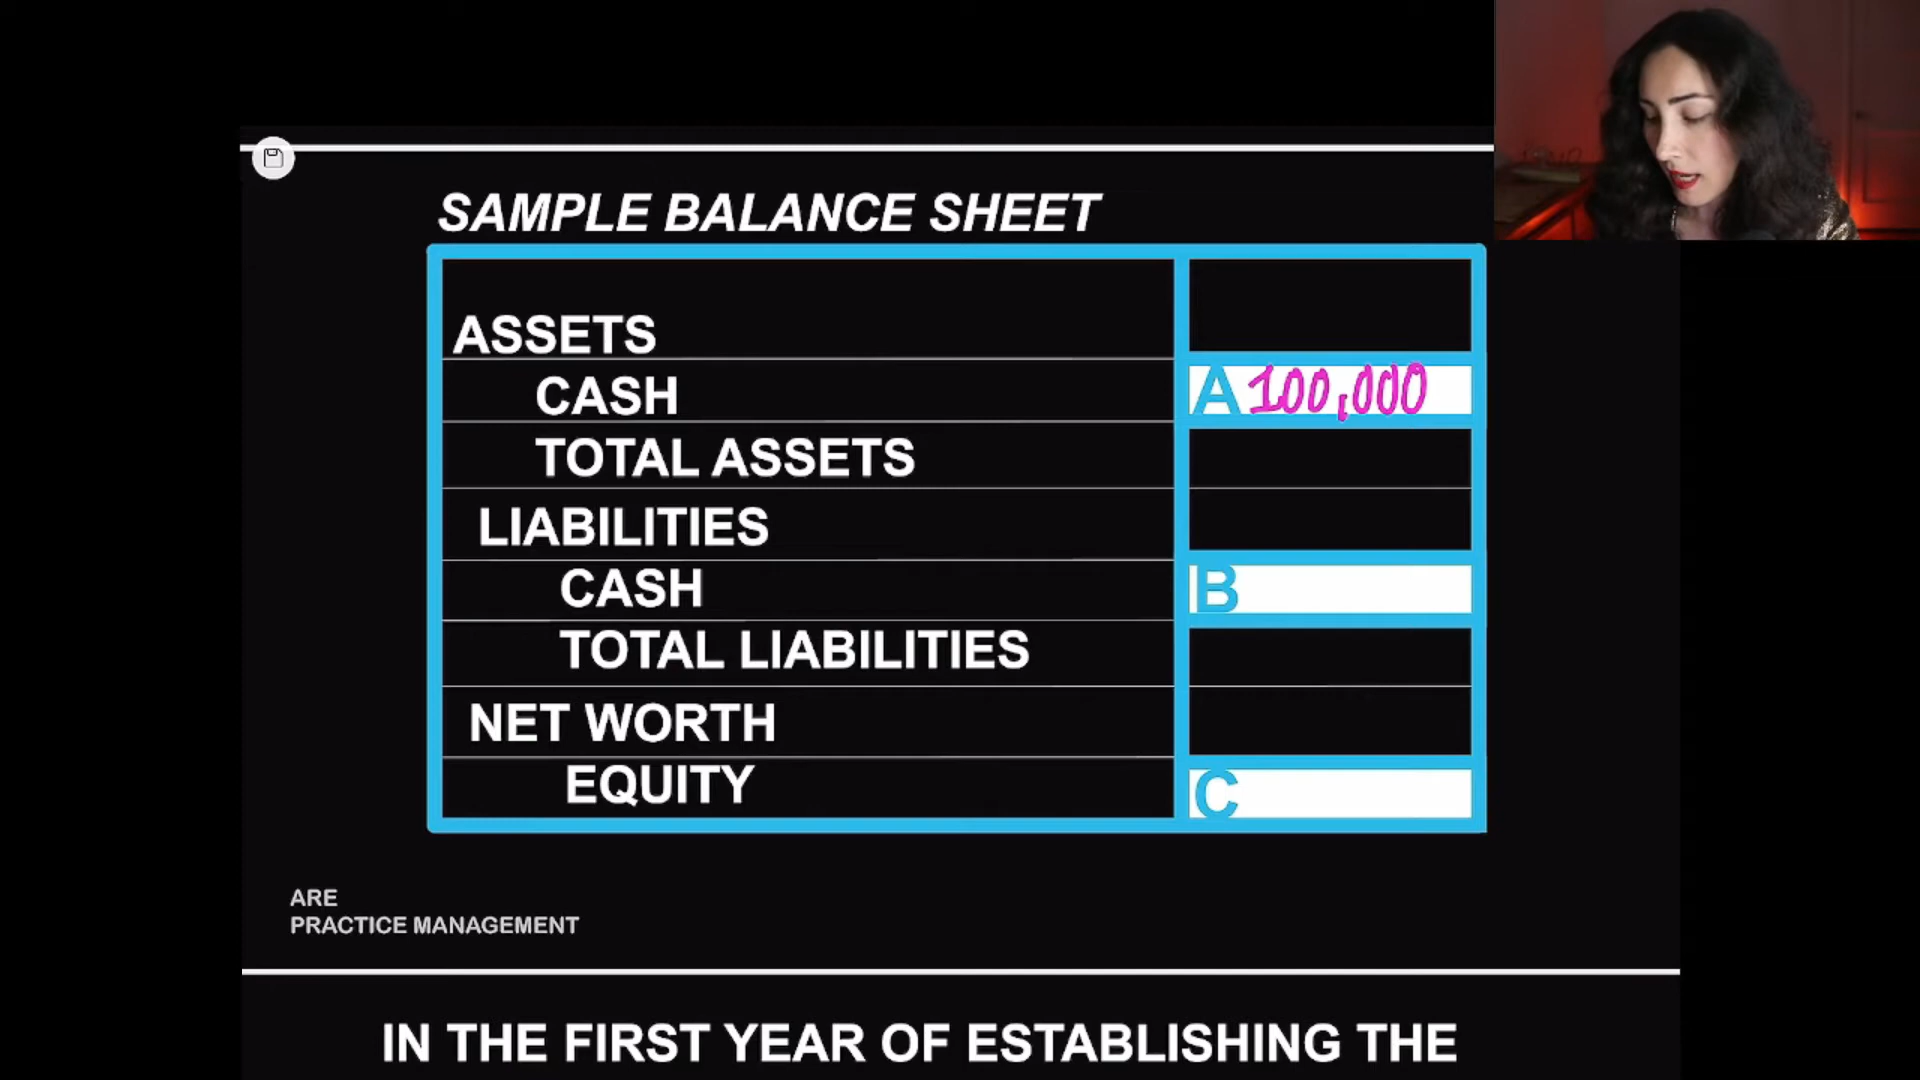 SAMPLE BALANCE SHEET
ASSETS
CASH
A 100,000
TOTAL ASSETS
LIABILITIES
CASH
B
TOTAL LIABILITIES
NET WORTH
EQUITY
C
ARE
PRACTICE MANAGEMENT
IN THE FIRST YEAR OF ESTABLISHING THE